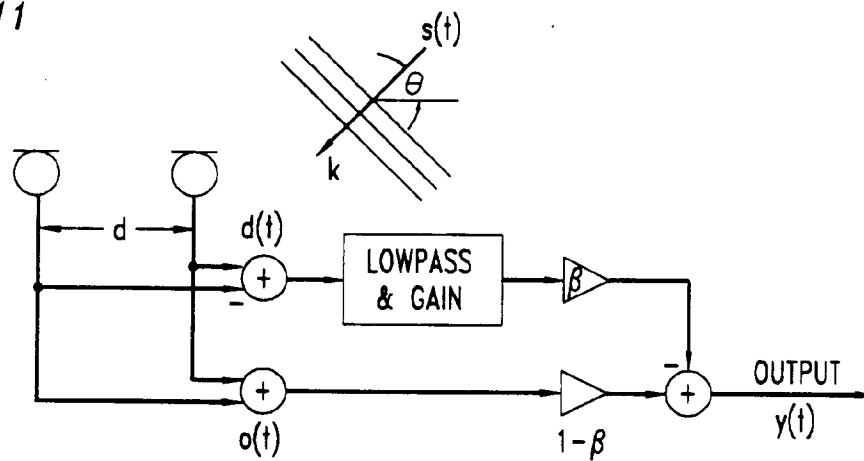 11
s(t)
θ
k
d
d(t)
LOWPASS
& GAIN
β
+
-
-
+
o(t)
1-β
+
OUTPUT
y(t)